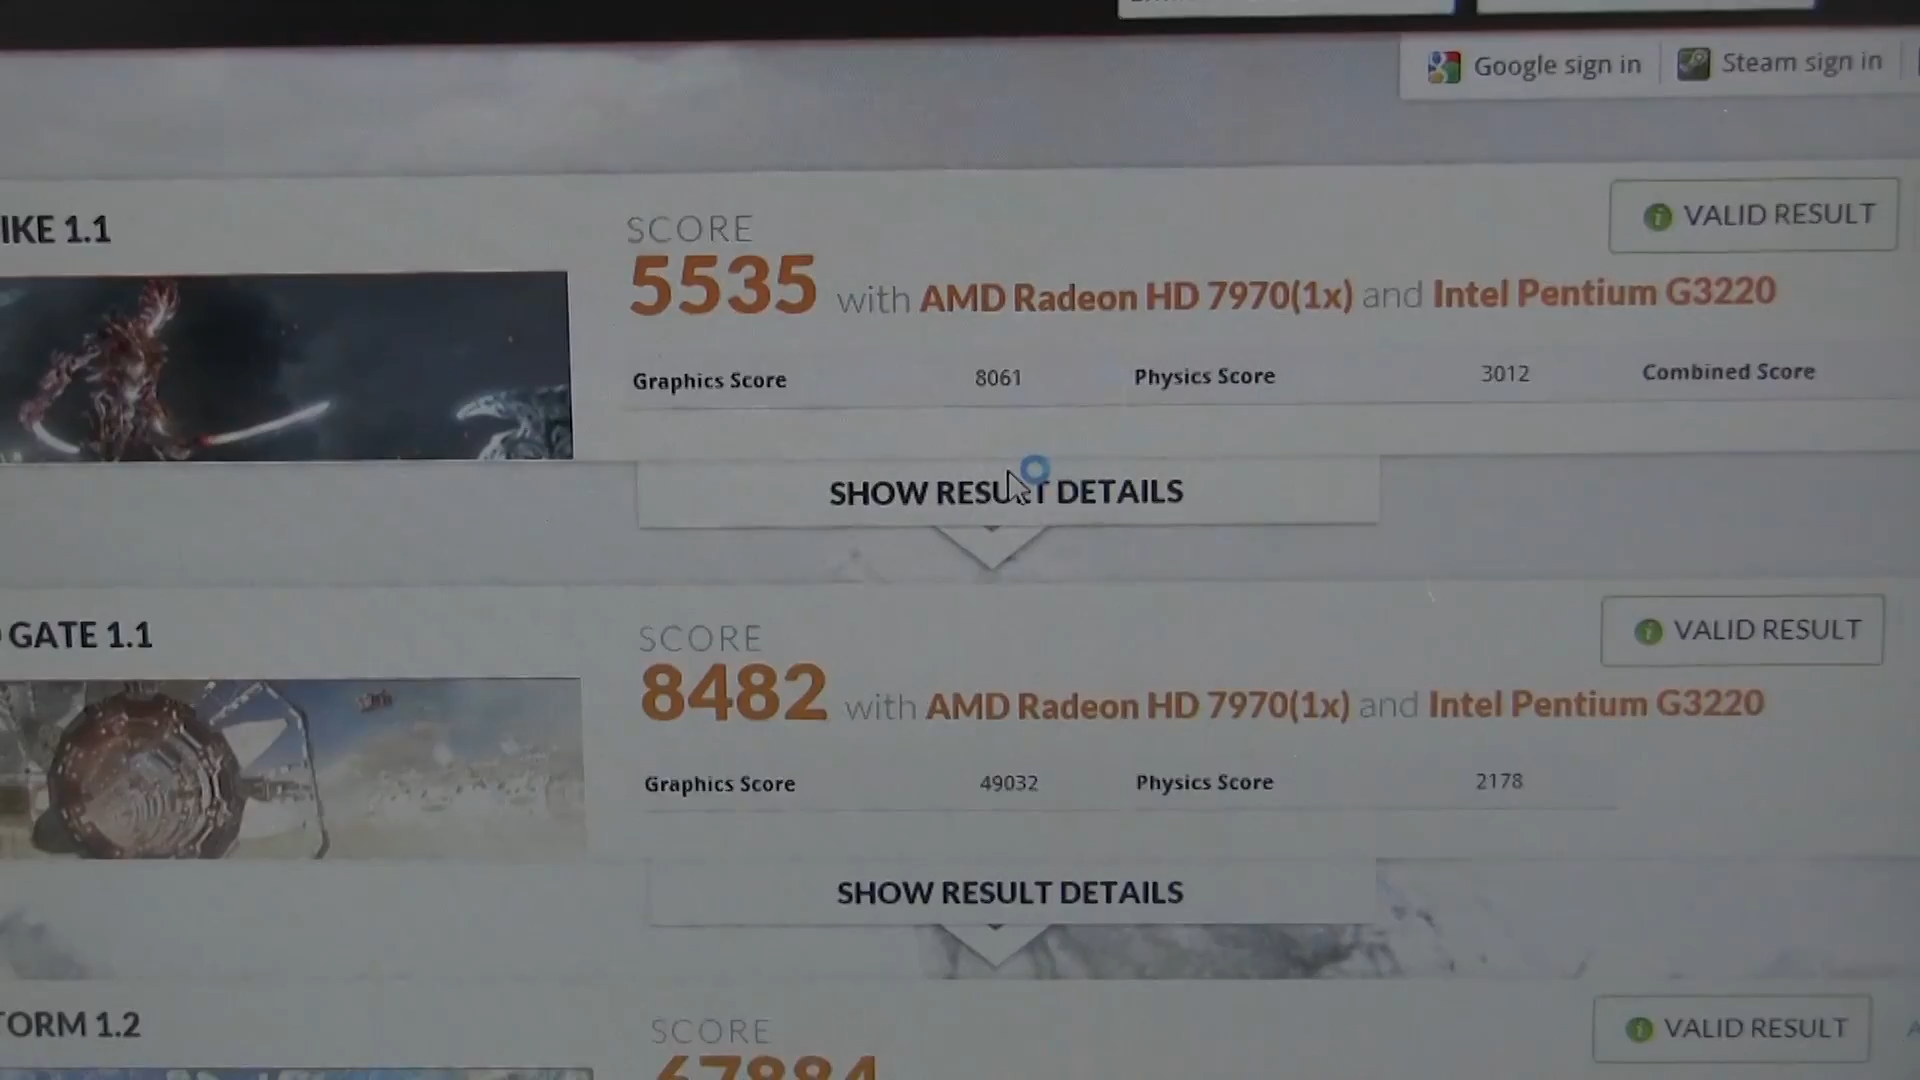 Google sign in
Steam sign in
IKE 1.1
SCORE
VALID RESULT
5535 with AMD Radeon HD 7970(1x) and Intel Pentium G3220
Graphics Score 8061 Physics Score 3012 Combined Score
SHOW RESULT DETAILS
GATE 1.1
SCORE
VALID RESULT
8482 with AMD Radeon HD 7970(1x) and Intel Pentium G3220
Graphics Score 49032 Physics Score 2178
SHOW RESULT DETAILS
TORM 1.2
SCORE
VALID RESULT
67884